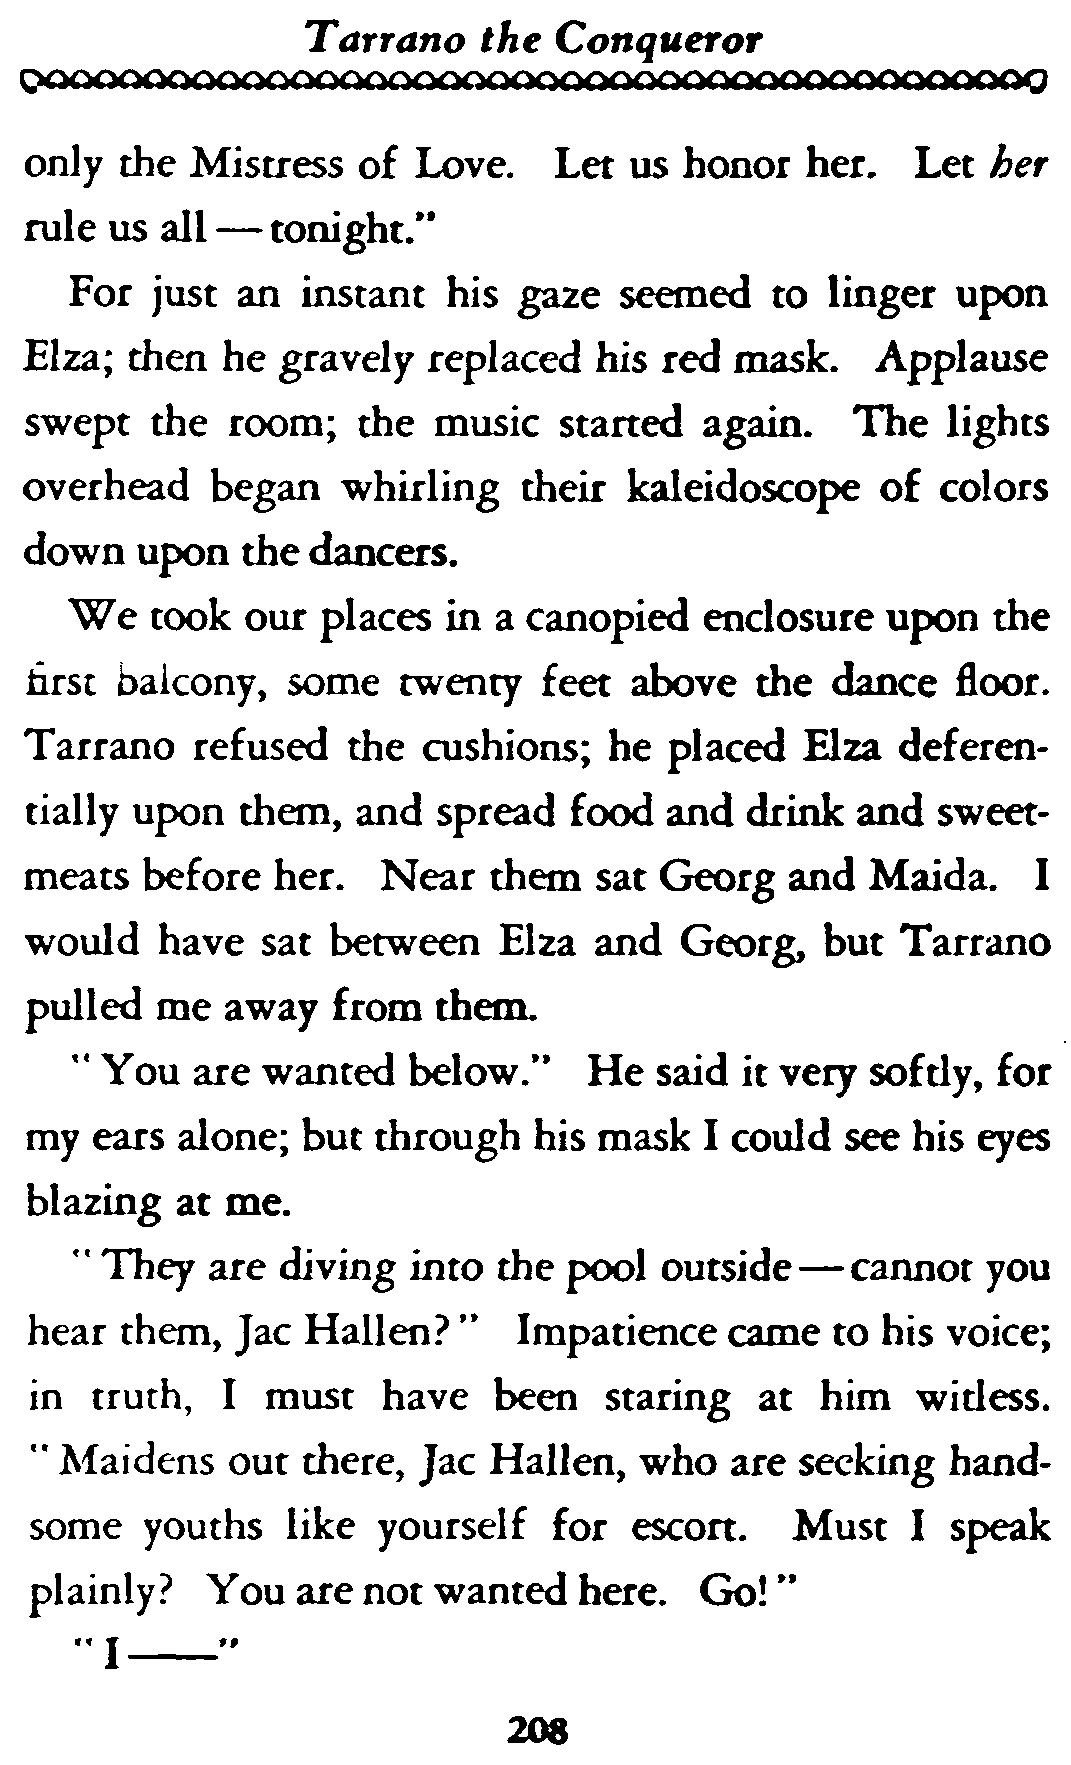 Tarrano the Conqueror
only the Mistress of Love. Let us honor her. Let her
rule us all — tonight."
For just an instant his gaze seemed to linger upon
Elza; then he gravely replaced his red mask. Applause
swept the room; the music started again. The lights
overhead began whirling their kaleidoscope of colors
down upon the dancers.
We took our places in a canopied enclosure upon the
first balcony, some twenty feet above the dance floor.
Tarrano refused the cushions; he placed Elza deferen-
tially upon them, and spread food and drink and sweet-
meats before her. Near them sat Georg and Maida. I
would have sat between Elza and Georg, but Tarrano
pulled me away from them.
"You are wanted below." He said it very softly, for
my ears alone; but through his mask I could see his eyes
blazing at me.
"They are diving into the pool outside — cannot you
hear them, Jac Hallen?" Impatience came to his voice;
in truth, I must have been staring at him witless.
"Maidens out there, Jac Hallen, who are seeking hand-
some youths like yourself for escort. Must I speak
plainly? You are not wanted here. Go!"
"I——"
208